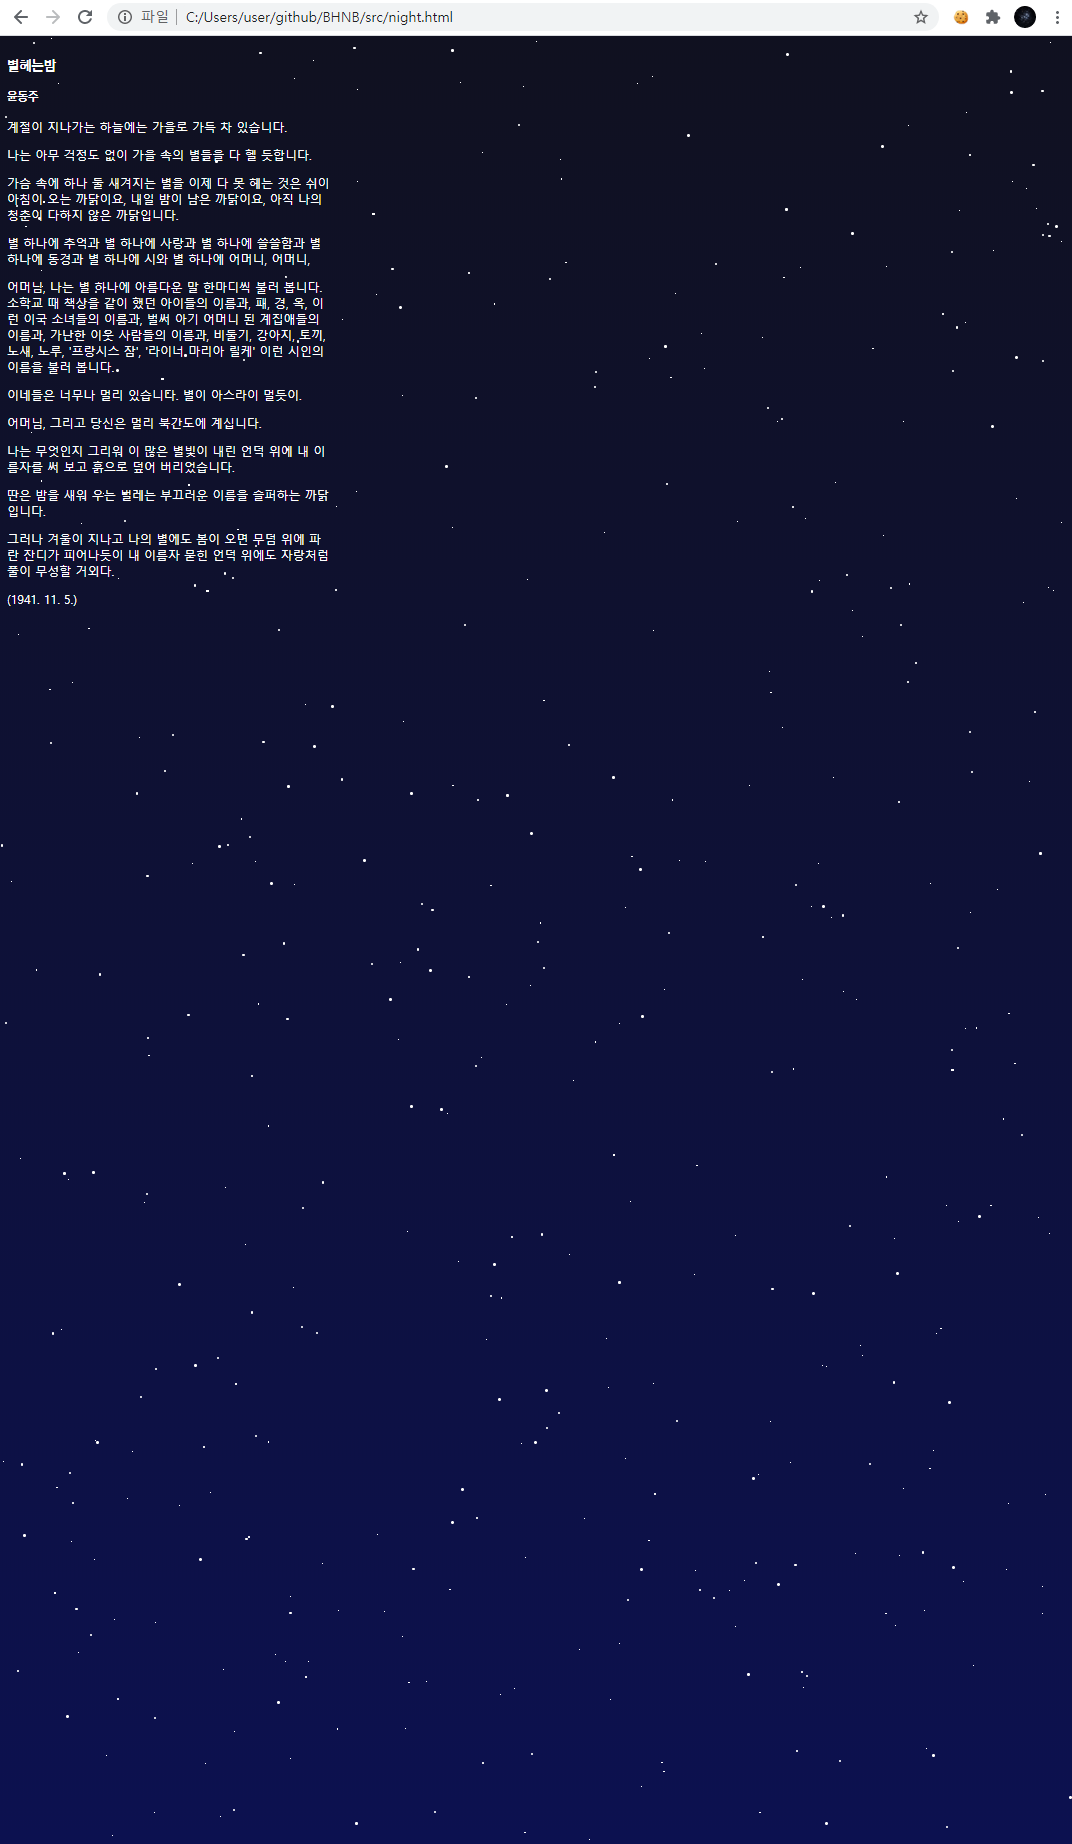 파일
C:/Users/user/github/BHNB/src/night.html
별헤는밤
윤동주
계절이 지나가는 하늘에는 가을로 가득 차 있습니다.
나는 아무 걱정도 없이 가을 속의 별들을 다 헬 듯합니다.
가슴 속에 하나 둘 새겨지는 별을 이제 다 못 헤는 것은 쉬이
아침이 오는 까닭이요, 내일 밤이 남은 까닭이요, 아직 나의
청춘이 다하지 않은 까닭입니다.
별 하나에 추억과 별 하나에 사랑과 별 하나에 쓸쓸함과 별
하나에 동경과 별 하나에 시와 별 하나에 어머니, 어머니,
어머님, 나는 별 하나에 아름다운 말 한마디씩 불러 봅니다.
소학교 때 책상을 같이 했던 아이들의 이름과, 패, 경, 옥, 이
런 이국 소녀들의 이름과, 벌써 아기 어머니 된 계집애들의
이름과, 가난한 이웃 사람들의 이름과, 비둘기, 강아지, 토끼,
노새, 노루, '프랑시스 잠', '라이너 마리아 릴케' 이런 시인의
이름을 불러 봅니다.
이네들은 너무나 멀리 있습니다. 별이 아스라이 멀듯이.
어머님, 그리고 당신은 멀리 북간도에 계십니다.
나는 무엇인지 그리워 이 많은 별빛이 내린 언덕 위에 내 이
름자를 써 보고 흙으로 덮어 버리었습니다.
딴은 밤을 새워 우는 벌레는 부끄러운 이름을 슬퍼하는 까닭
입니다.
그러나 겨울이 지나고 나의 별에도 봄이 오면 무덤 위에 파
란 잔디가 피어나듯이 내 이름자 묻힌 언덕 위에도 자랑처럼
풀이 무성할 거외다.
(1941. 11. 5.)